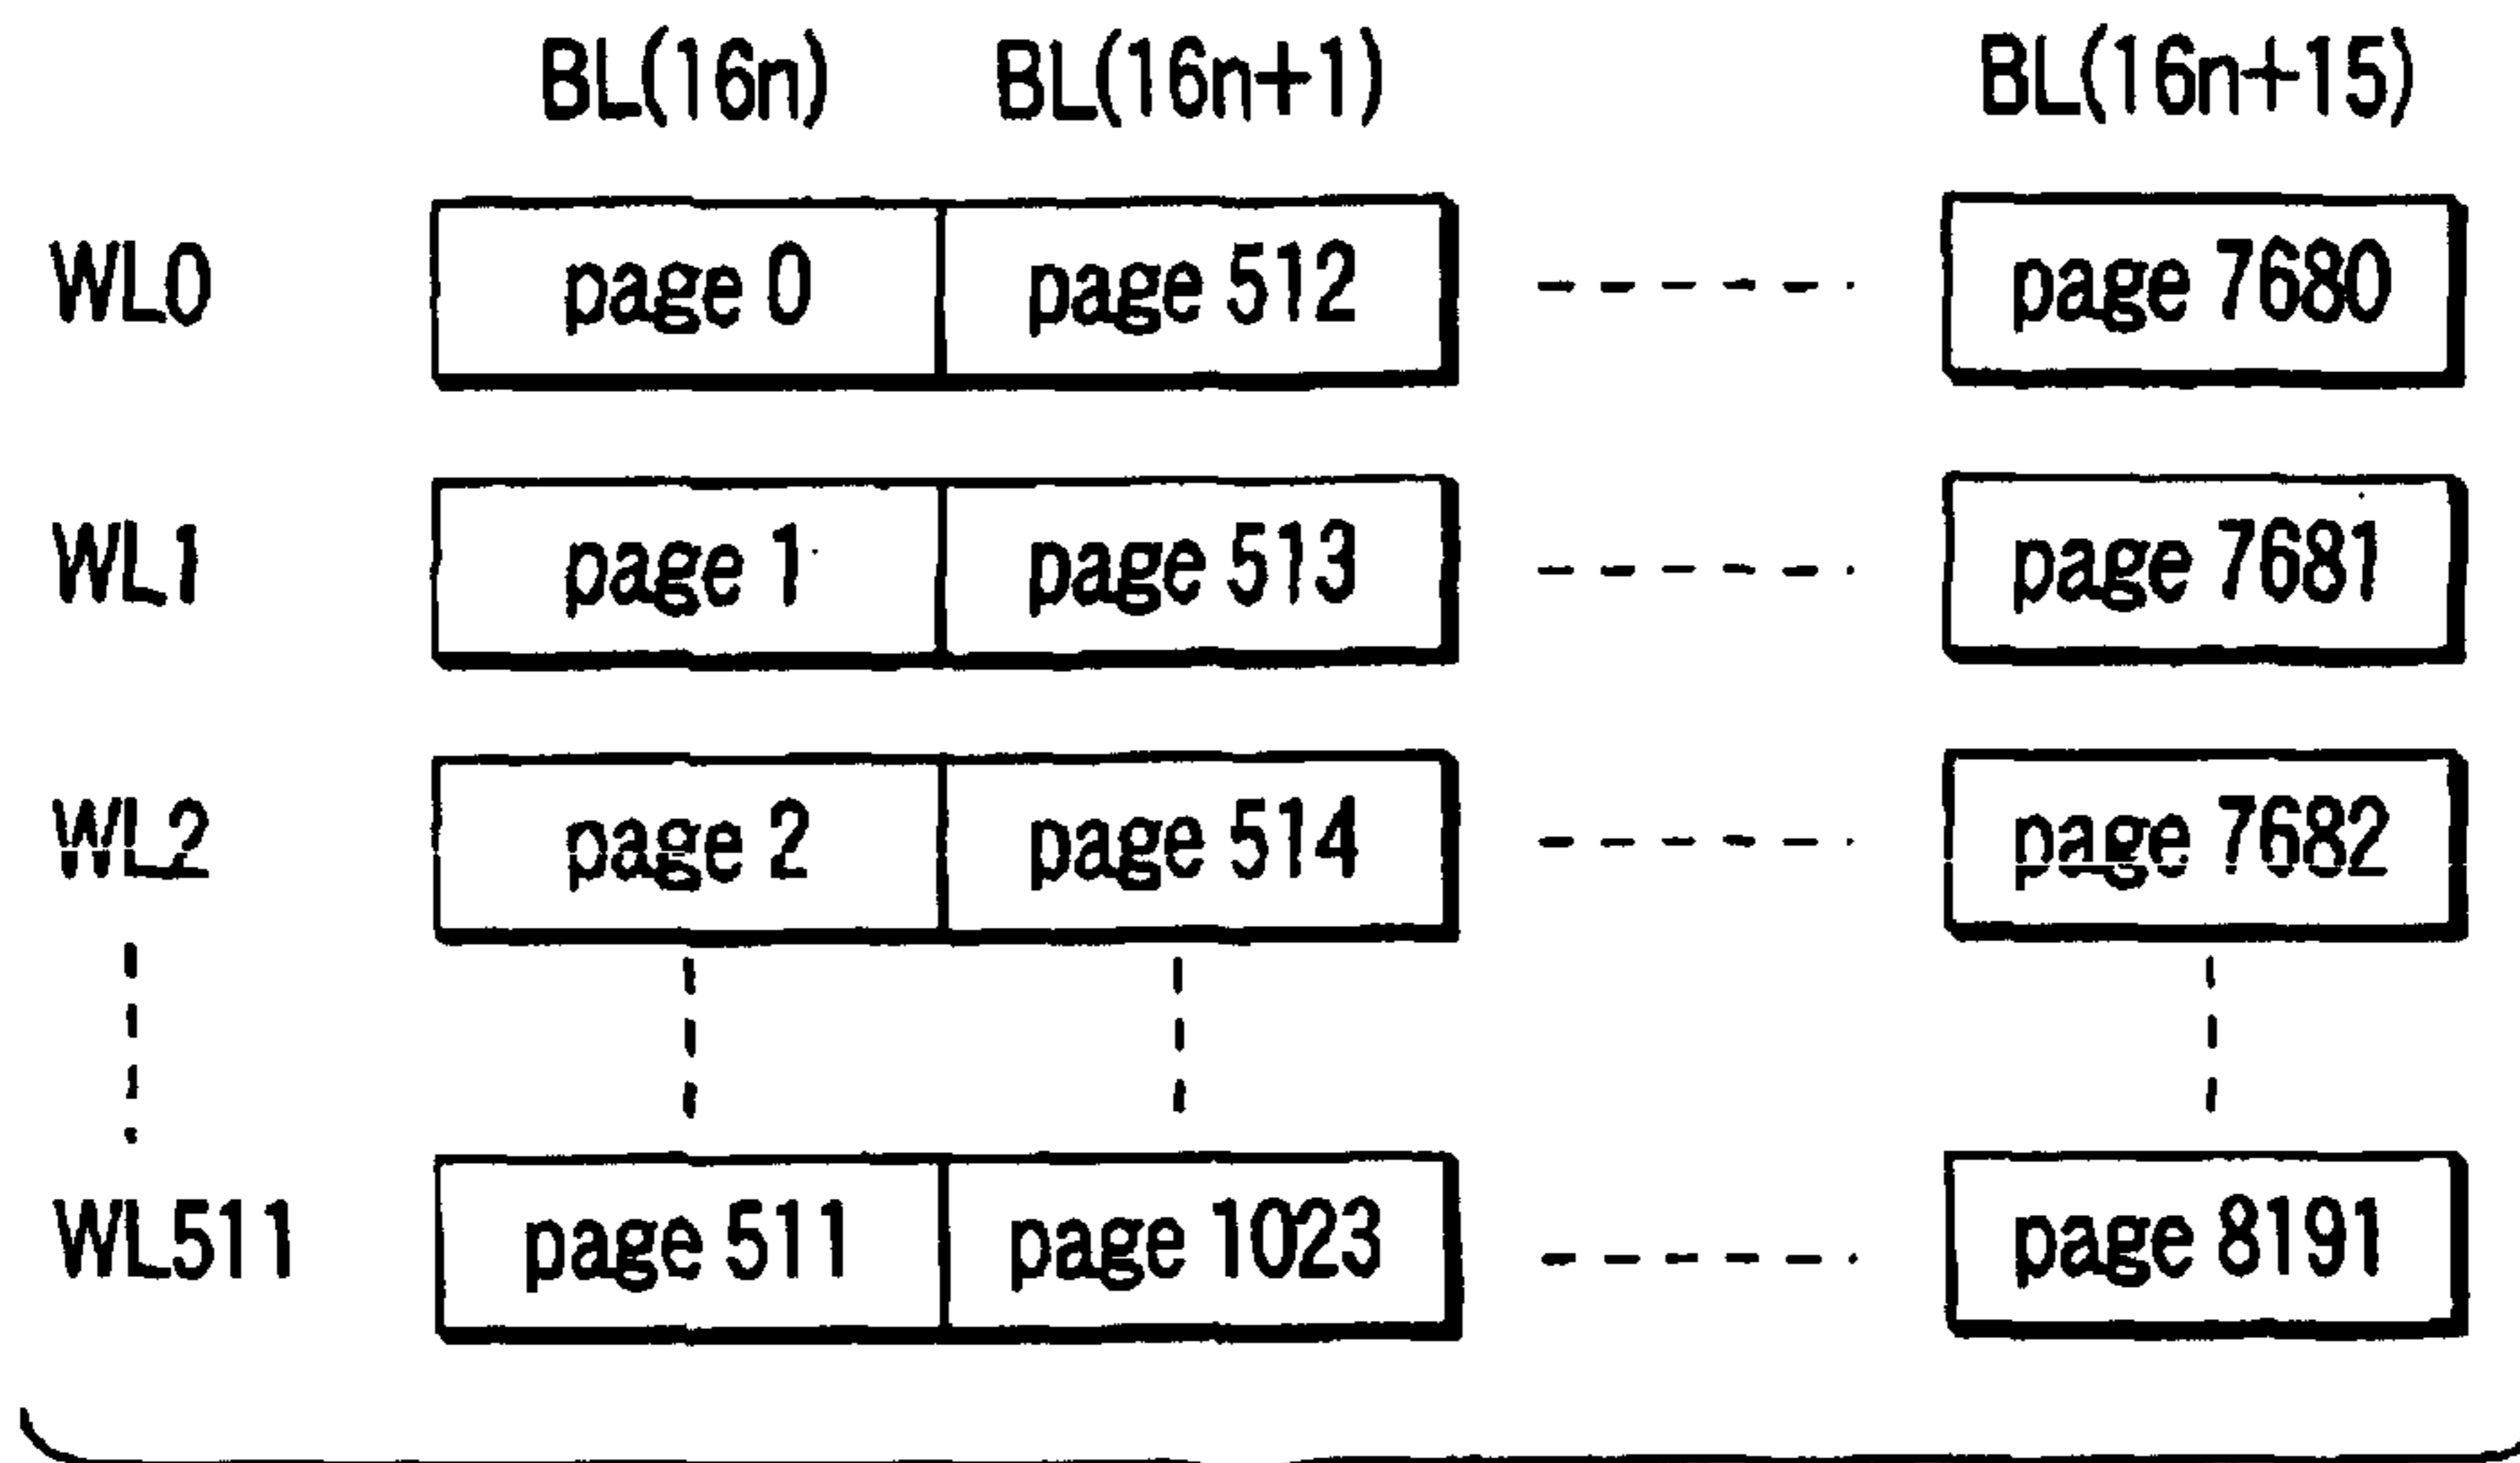 BL(16n) BL(16n+1) BL(16n+15)
WL0 page 0 page 512 page 7680
WL1 page 1 page 513 page 7681
WL2 page 2 page 514 page 7682
WL511 page 511 page 1023 page 8191